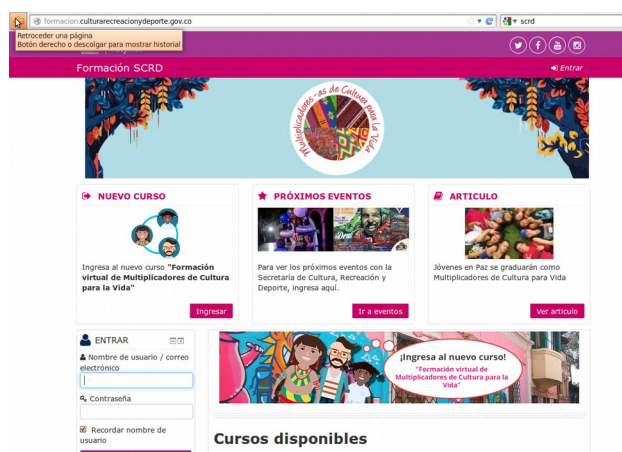 formacion.culturarecreacionydeporte.gov.co
scrd
Retroceder una página
Botón derecho o descolgar para mostrar historial
Formación SCRD
Entrar
Multiplicadores-as de Cultura para la Vida
NUEVO CURSO
Ingresa al nuevo curso "Formación
virtual de Multiplicadores de Cultura
para la Vida"
Ingresar
PRÓXIMOS EVENTOS
Para ver los próximos eventos con la
Secretaría de Cultura, Recreación y
Deporte, ingresa aquí.
Ir a eventos
ARTICULO
Jóvenes en Paz se graduarán como
Multiplicadores de Cultura para Vida
Ver articulo
ENTRAR
Nombre de usuario / correo
electrónico
Contraseña
Recordar nombre de
usuario
¡Ingresa al nuevo curso!
"Formación virtual de
Multiplicadores de Cultura para la
Vida"
Cursos disponibles